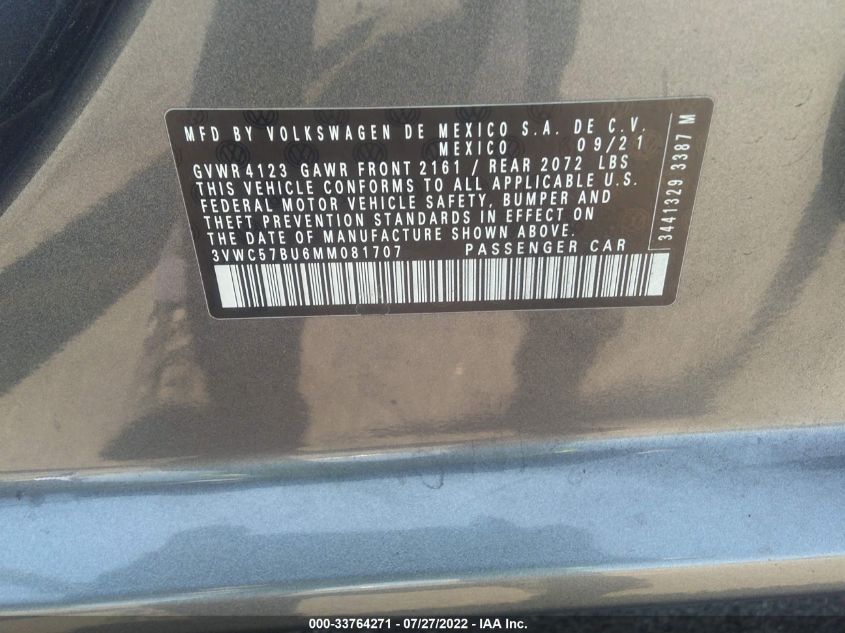 MFD BY VOLKSWAGEN DE MEXICO S.A. DE C.V.
MEXICO 09/21
GVWR 4123 GAWR FRONT 2161 / REAR 2072 LBS
THIS VEHICLE CONFORMS TO ALL APPLICABLE U.S.
FEDERAL MOTOR VEHICLE SAFETY, BUMPER AND
THEFT PREVENTION STANDARDS IN EFFECT ON
THE DATE OF MANUFACTURE SHOWN ABOVE.
3VWC57BU6MM081707 PASSENGER CAR
3441329 3387 M
000-33764271 - 07/27/2022 - IAA Inc.